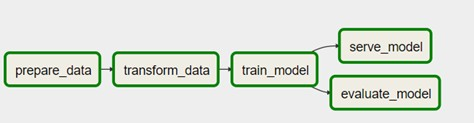 prepare_data
transform_data
train_model
serve_model
evaluate_model